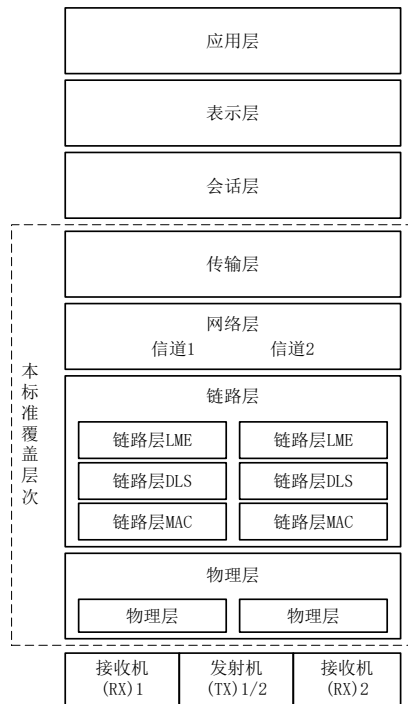 应用层
表示层
会话层
本标准覆盖层次
传输层
网络层
信道1 信道2
链路层
链路层LME 链路层LME
链路层DLS 链路层DLS
链路层MAC 链路层MAC
物理层
物理层 物理层
接收机 发射机 接收机
(RX)1 (TX)1/2 (RX)2